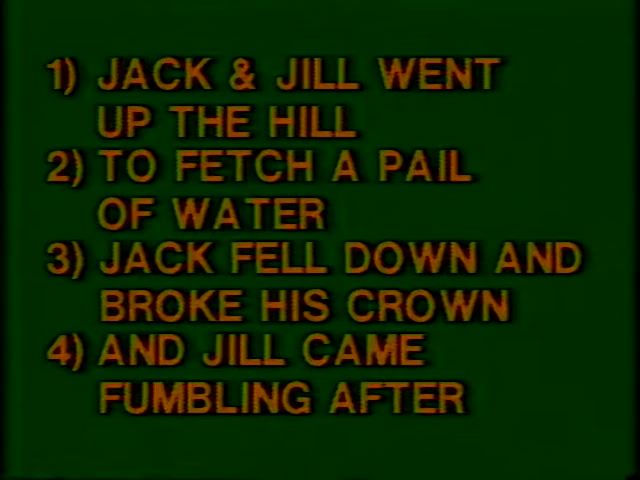 1) JACK & JILL WENT
UP THE HILL
2) TO FETCH A PAIL
OF WATER
3) JACK FELL DOWN AND
BROKE HIS CROWN
4) AND JILL CAME
FUMBLING AFTER